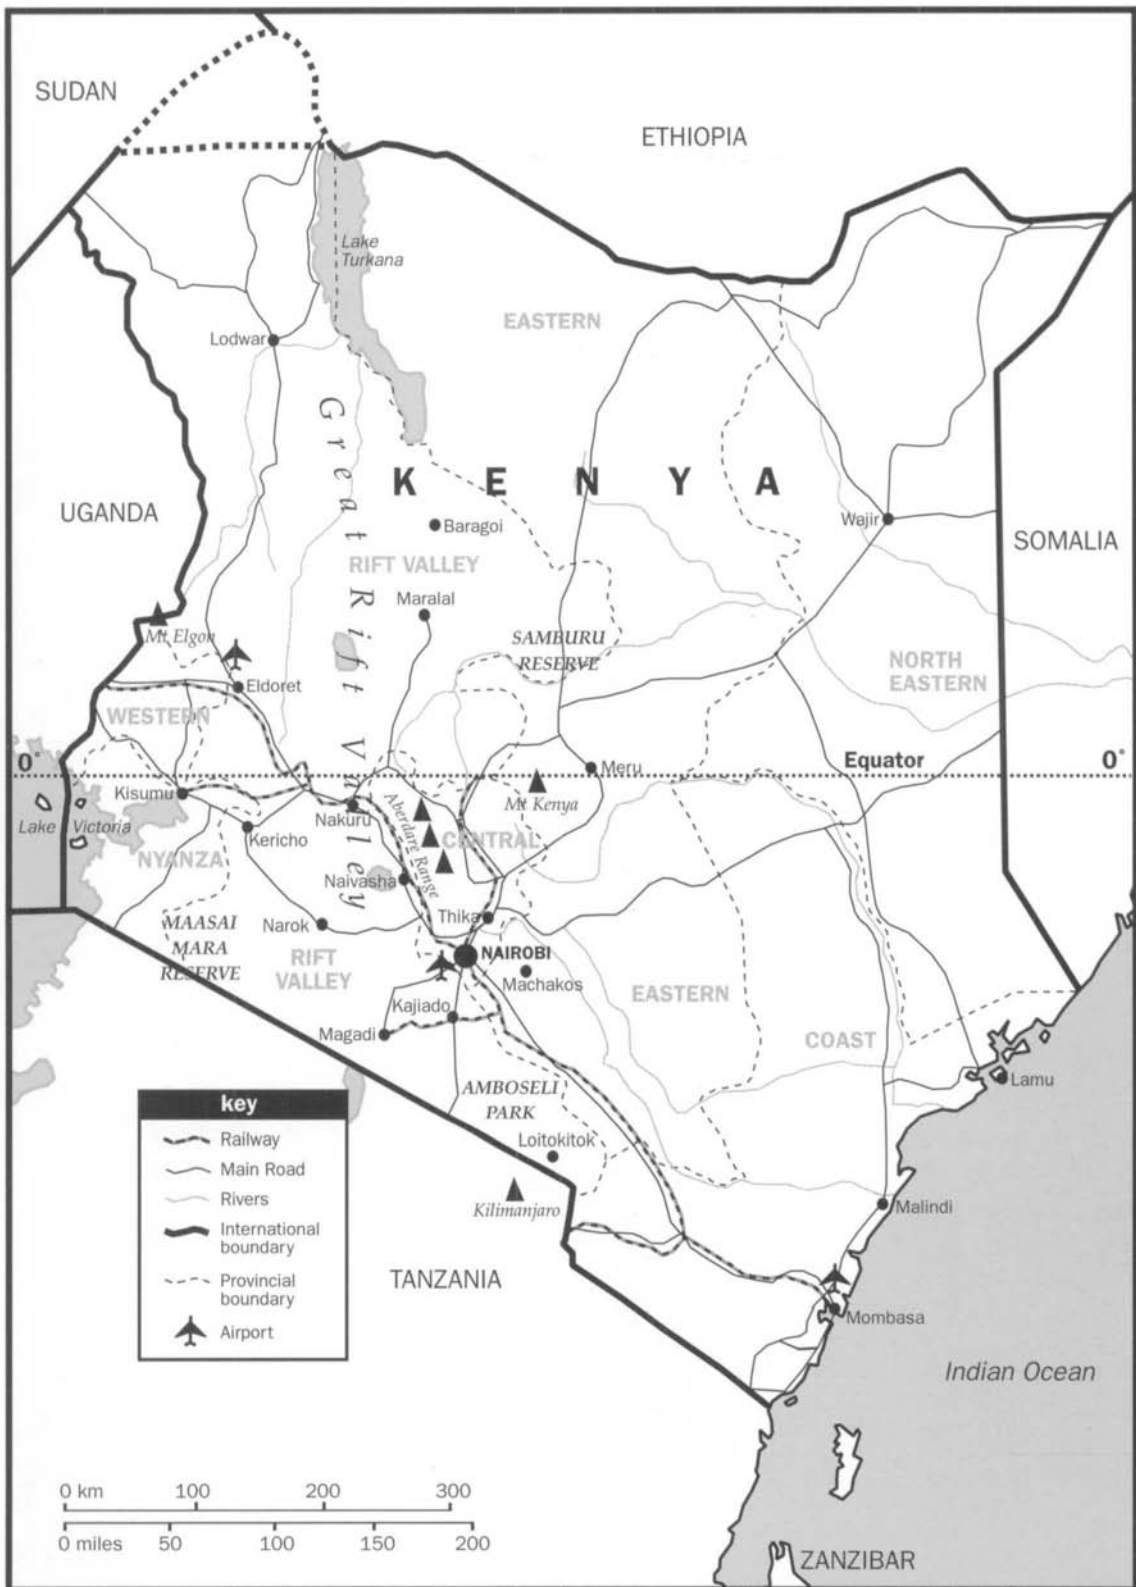 SUDAN
ETHIOPIA
Lake
Turkana
EASTERN
Lodwar
Great Rift Valley
KENYA
UGANDA
Baragoi
Wajir
SOMALIA
RIFT VALLEY
Maralal
Mt Elgon
SAMBURU
RESERVE
NORTH
EASTERN
Eldoret
WESTERN
0°
Equator
0°
Meru
Kisumu
Mt Kenya
Lake Victoria
Nakuru
Aberdare Range
Kericho
CENTRAL
NYANZA
Naivasha
MAASAI
MARA
RESERVE
Narok
Thika
RIFT
VALLEY
NAIROBI
Machakos
EASTERN
Kajiado
Magadi
COAST
Lamu
AMBOSELI
PARK
Loitokitok
Kilimanjaro
Malindi
TANZANIA
Mombasa
Indian Ocean
key
Railway
Main Road
Rivers
International
boundary
Provincial
boundary
Airport
0 km 100 200 300
0 miles 50 100 150 200
ZANZIBAR